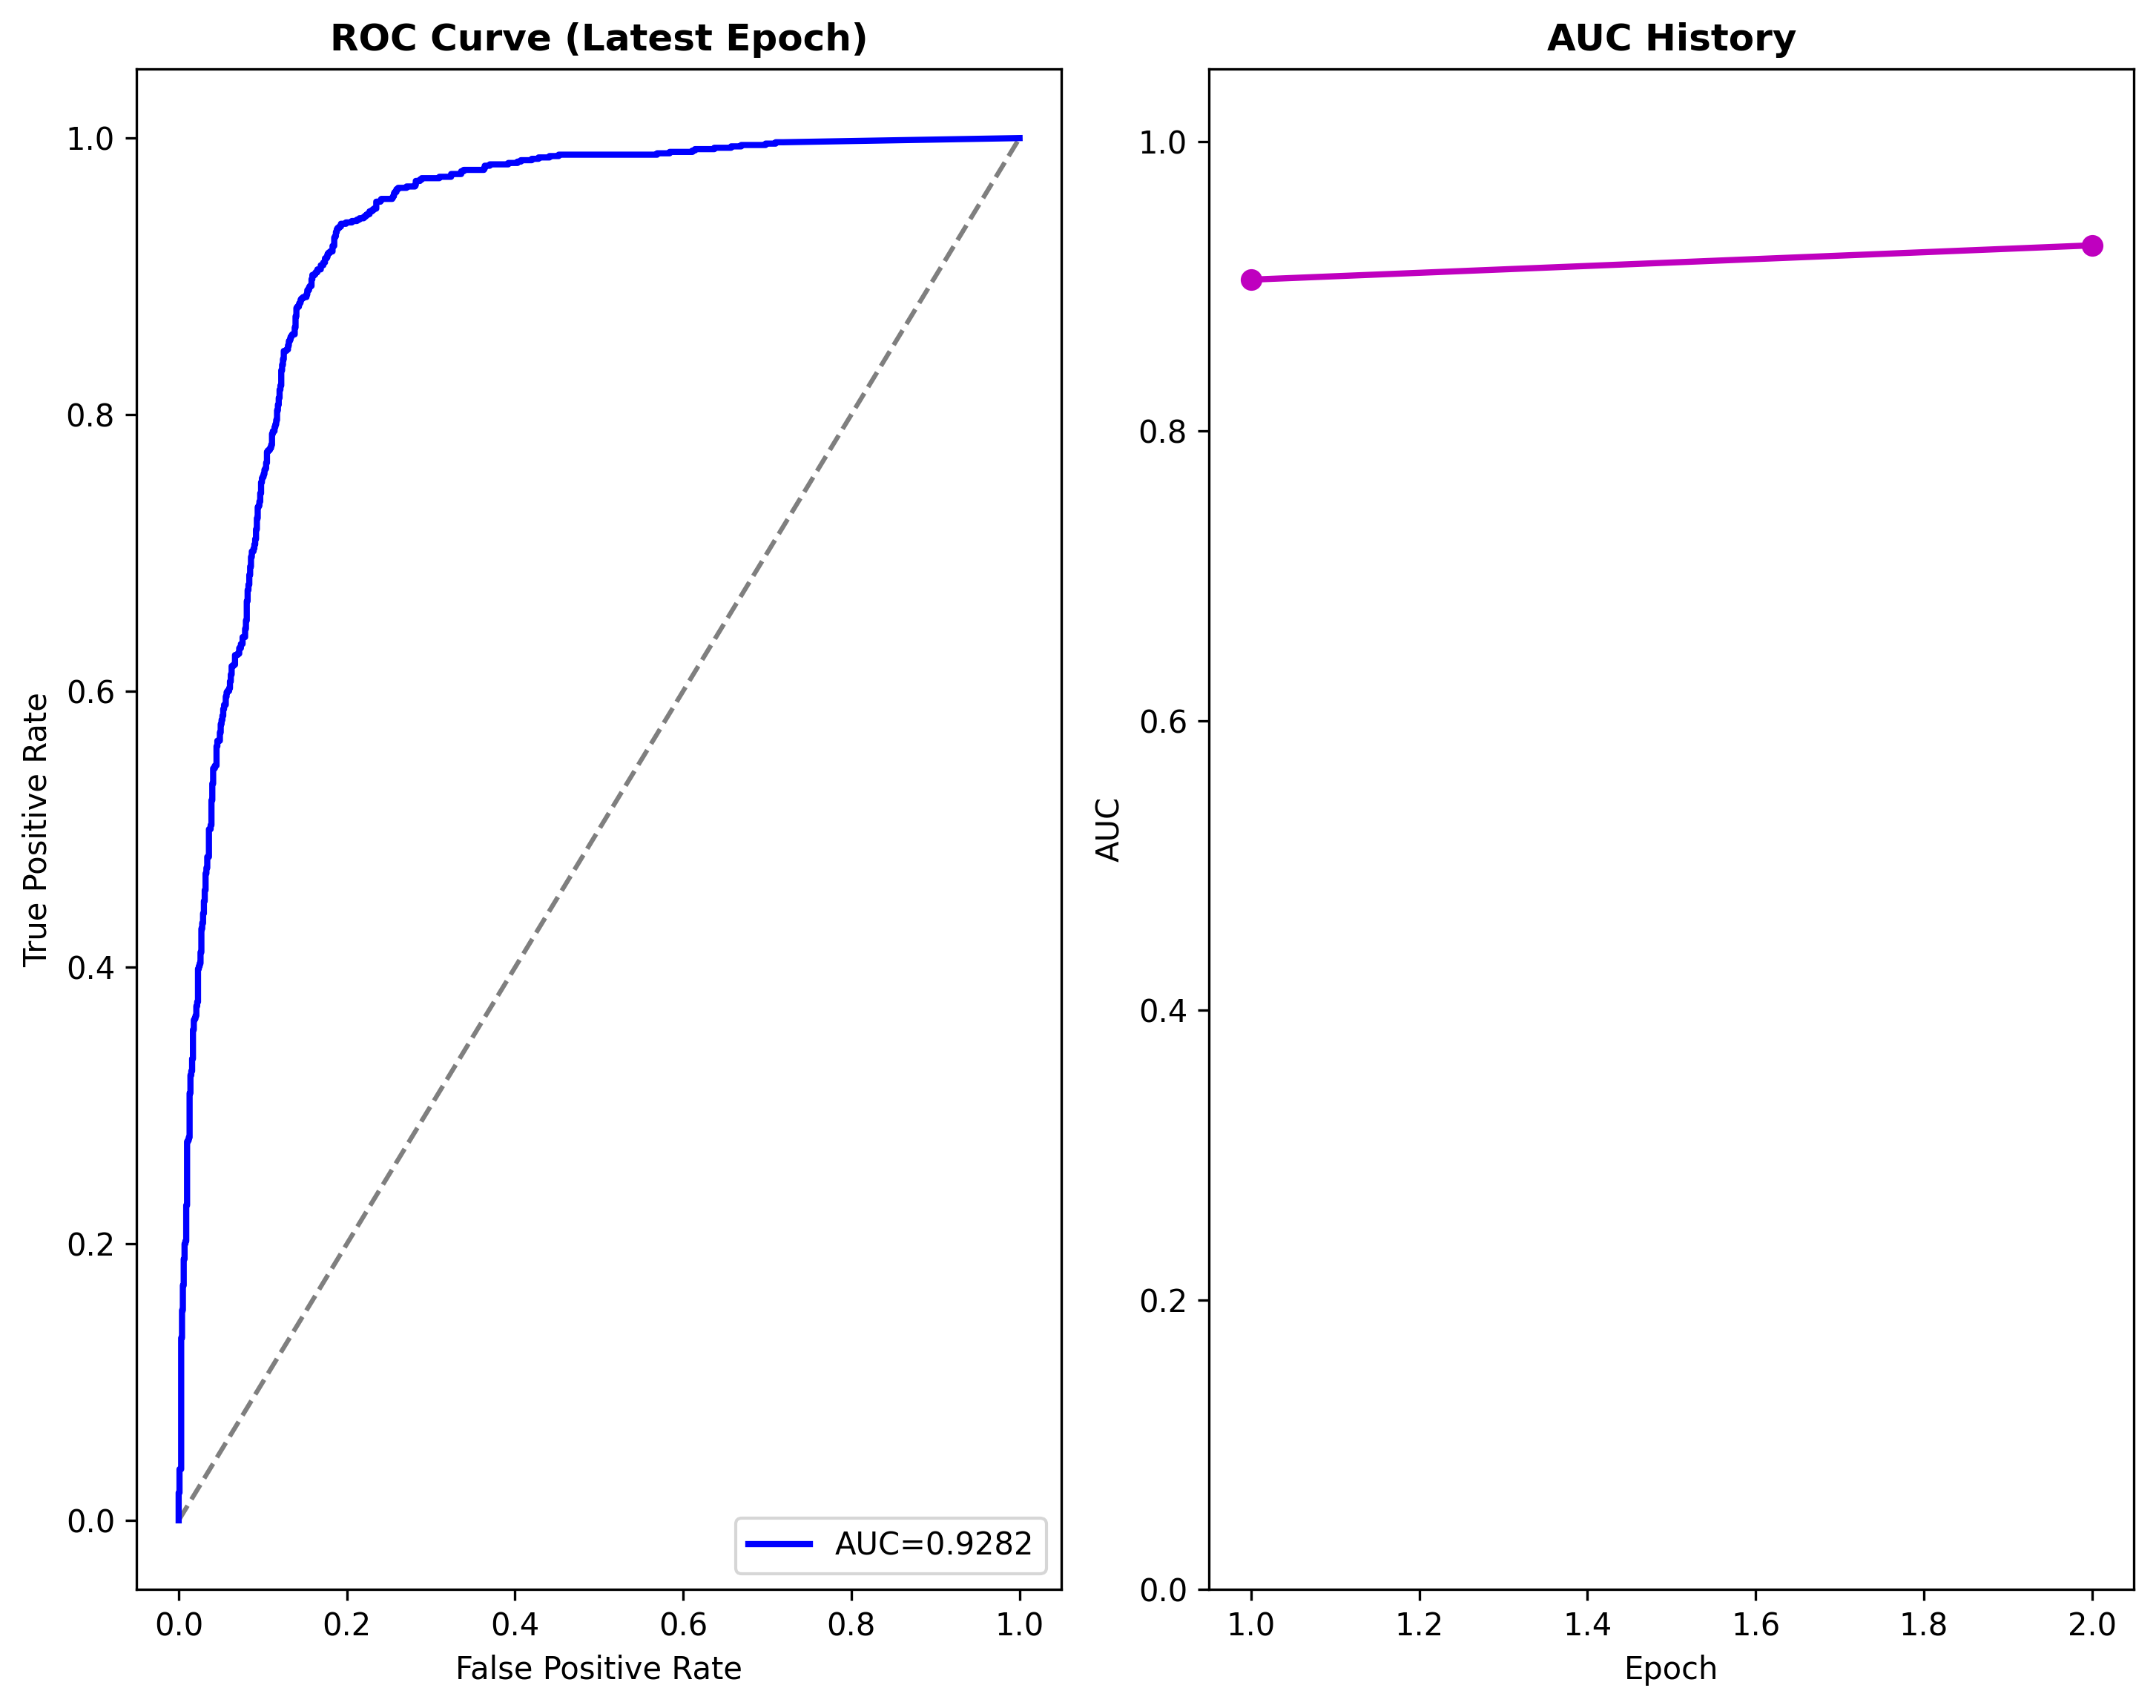 ROC Curve (Latest Epoch)
True Positive Rate
1.0
0.8
0.6
0.4
0.2
0.0
0.0 0.2 0.4 0.6 0.8 1.0
False Positive Rate
AUC=0.9282
AUC History
AUC
1.0
0.8
0.6
0.4
0.2
0.0
1.0 1.2 1.4 1.6 1.8 2.0
Epoch